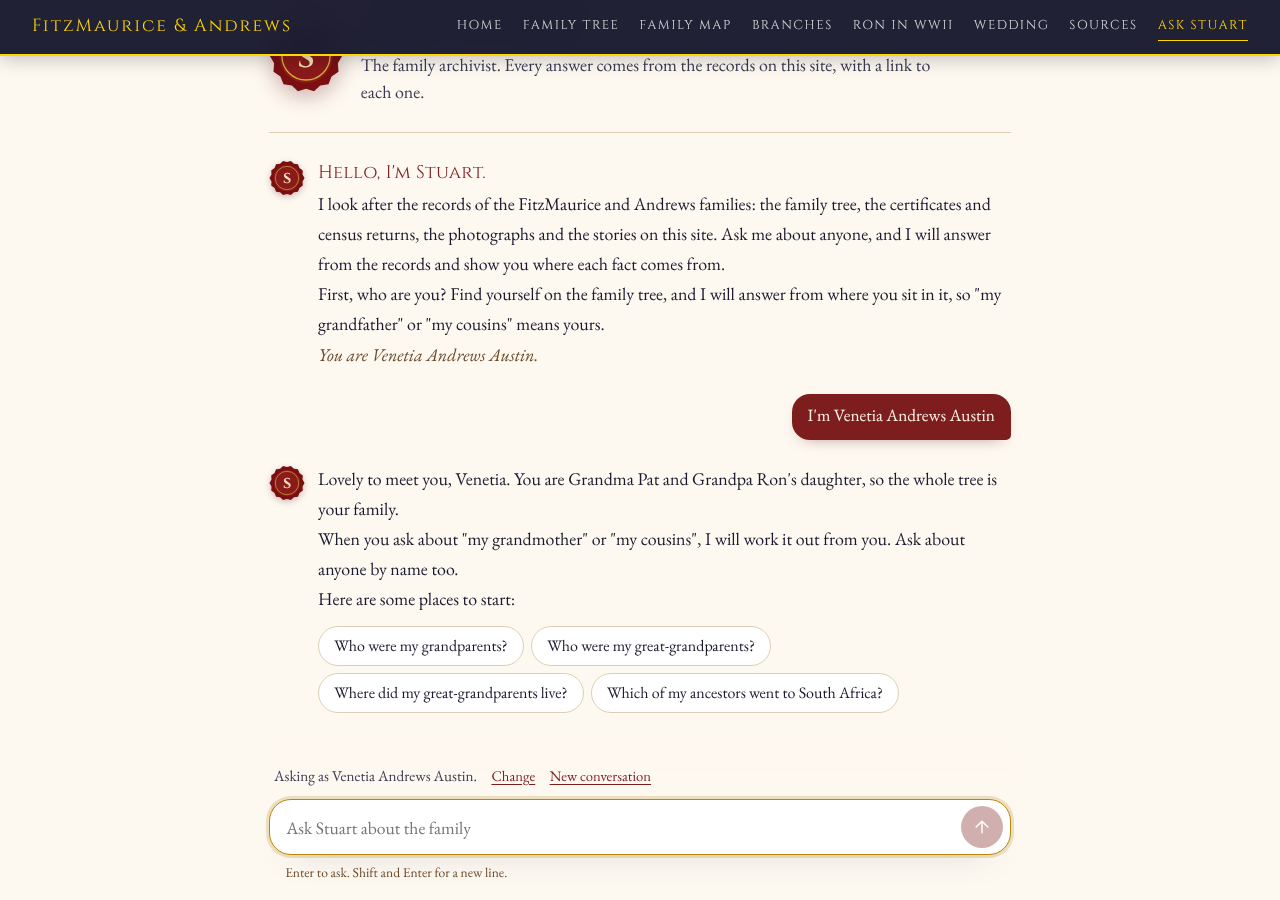 FitzMaurice & Andrews
HOME FAMILY TREE FAMILY MAP BRANCHES RON IN WWII WEDDING SOURCES ASK STUART
S
The family archivist. Every answer comes from the records on this site, with a link to
each one.
S
Hello, I'm Stuart.
I look after the records of the FitzMaurice and Andrews families: the family tree, the certificates and
census returns, the photographs and the stories on this site. Ask me about anyone, and I will answer
from the records and show you where each fact comes from.
First, who are you? Find yourself on the family tree, and I will answer from where you sit in it, so "my
grandfather" or "my cousins" means yours.
You are Venetia Andrews Austin.
I'm Venetia Andrews Austin
S
Lovely to meet you, Venetia. You are Grandma Pat and Grandpa Ron's daughter, so the whole tree is
your family.
When you ask about "my grandmother" or "my cousins", I will work it out from you. Ask about
anyone by name too.
Here are some places to start:
Who were my grandparents? Who were my great-grandparents?
Where did my great-grandparents live? Which of my ancestors went to South Africa?
Asking as Venetia Andrews Austin. Change New conversation
Ask Stuart about the family
Enter to ask. Shift and Enter for a new line.